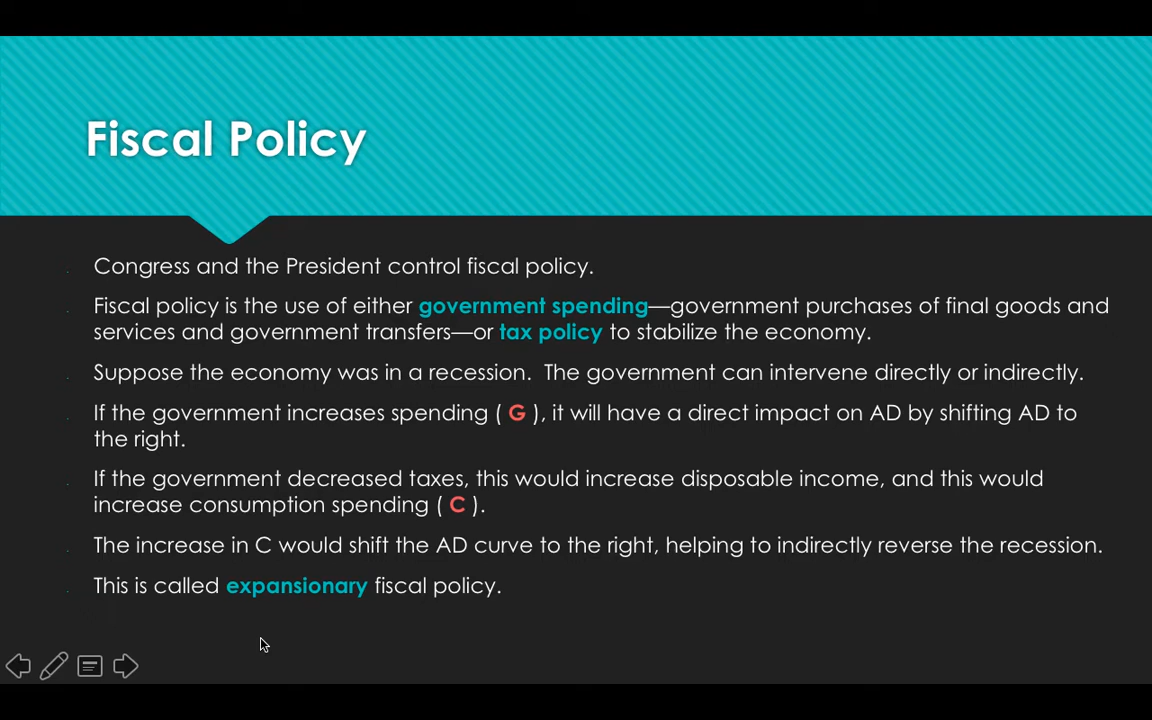 Fiscal Policy
Congress and the President control fiscal policy.
Fiscal policy is the use of either government spending—government purchases of final goods and
services and government transfers—or tax policy to stabilize the economy.
Suppose the economy was in a recession.  The government can intervene directly or indirectly.
If the government increases spending ( G ), it will have a direct impact on AD by shifting AD to
the right.
If the government decreased taxes, this would increase disposable income, and this would
increase consumption spending ( C ).
The increase in C would shift the AD curve to the right, helping to indirectly reverse the recession.
This is called expansionary fiscal policy.